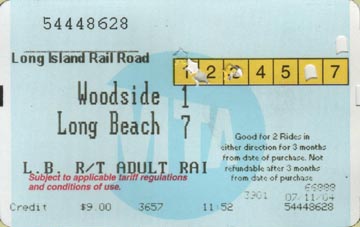 54448628
Long Island Rail Road
1 2 3 4 5 7
Woodside 1
Long Beach 7
MTA
Good for 2 Rides in
either direction for 3 months
from date of purchase. Not
refundable after 3 months
from date of purchase
L.B. R/T ADULT RAI
Subject to applicable tariff regulations
and conditions of use.
66888
3901 07/11/04
Credit $9.00 3657 11:52 54448628